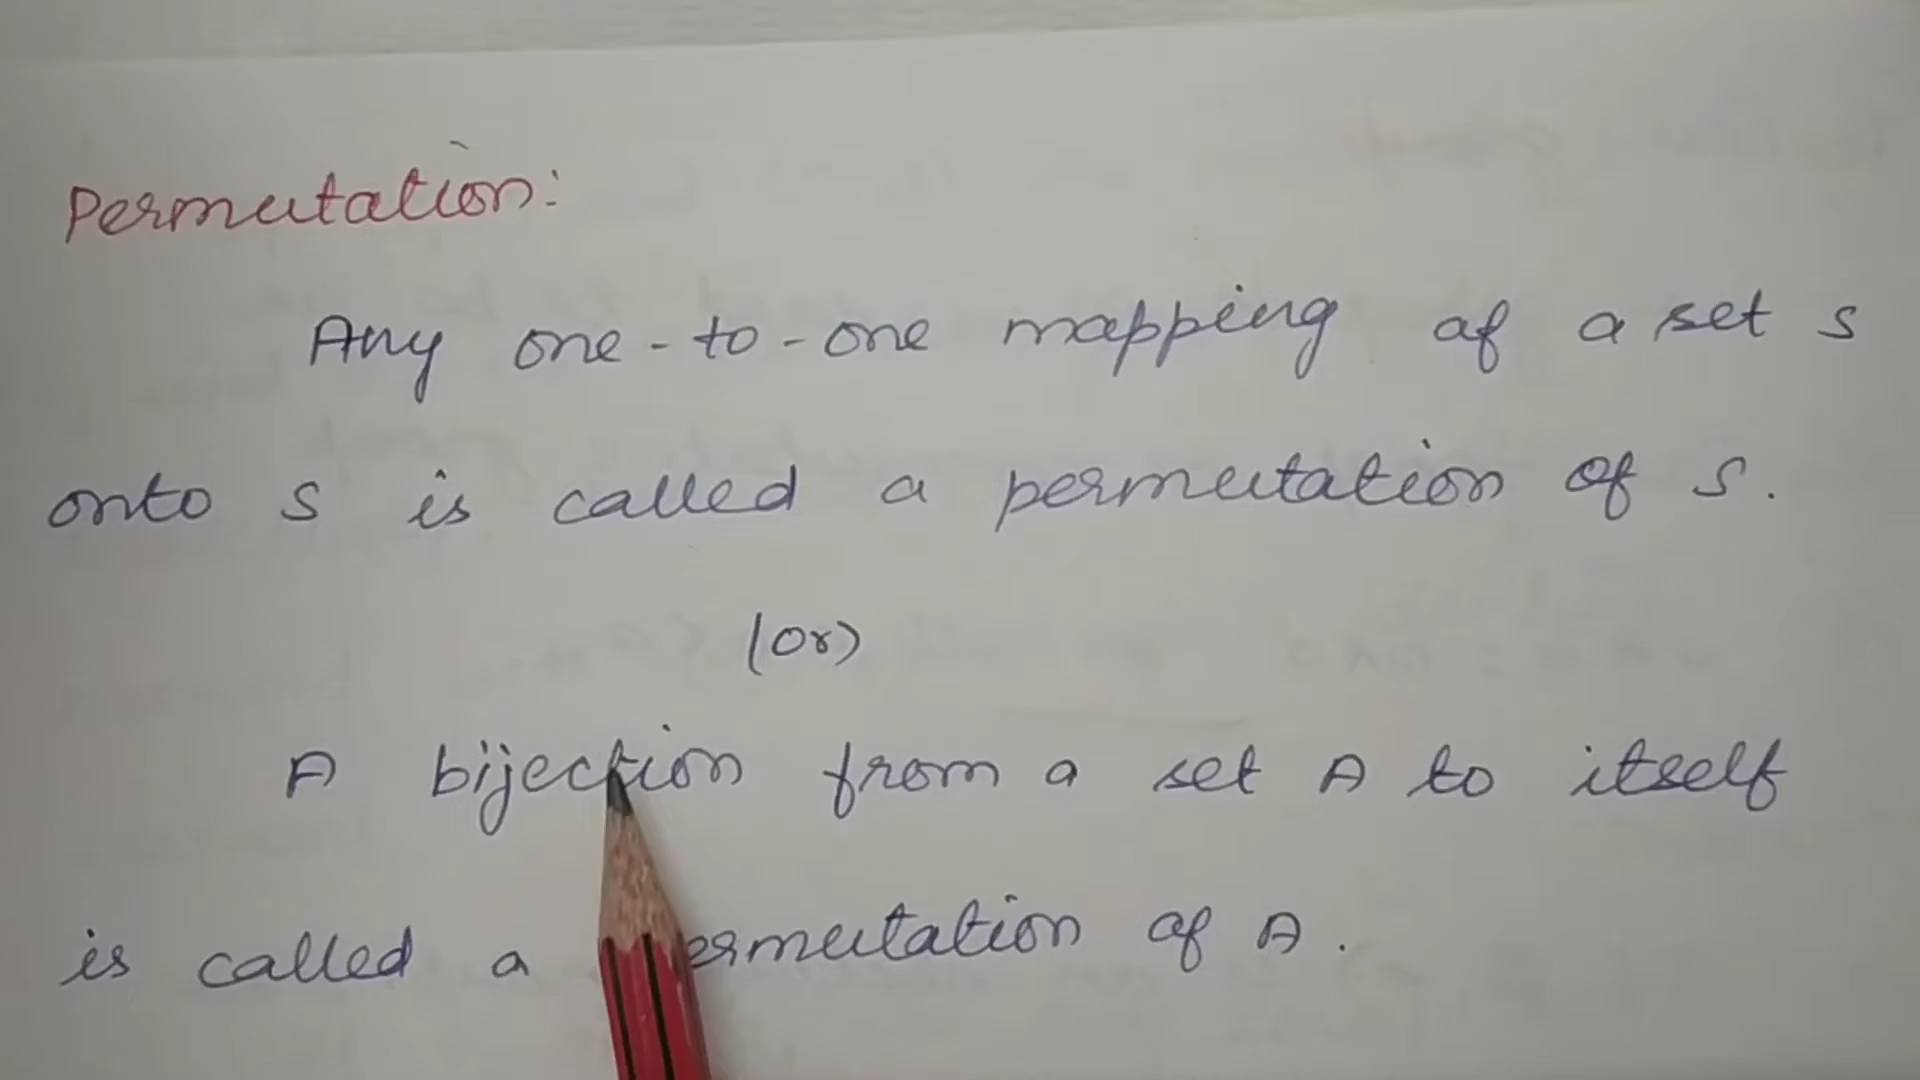 Permutation:
Any one-to-one mapping of a set S
onto S is called a permutation of S.
(Or)
A bijection from a set A to itself
is called a ermutation of A.